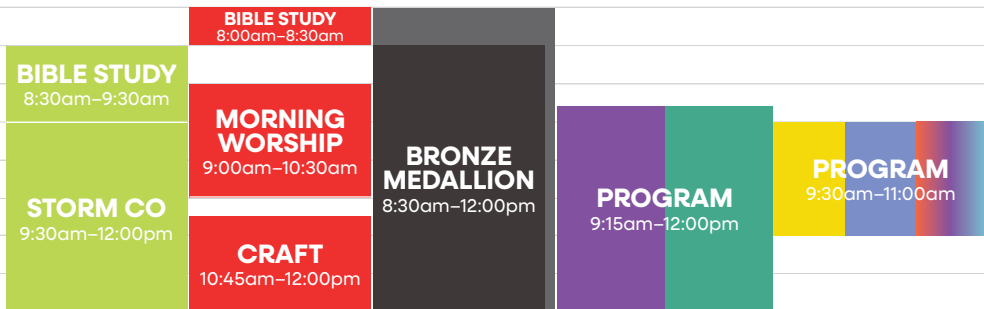 BIBLE STUDY
8:30am–9:30am
STORM CO
9:30am–12:00pm
BIBLE STUDY
8:00am–8:30am
MORNING
WORSHIP
9:00am–10:30am
CRAFT
10:45am–12:00pm
BRONZE
MEDALLION
8:30am–12:00pm
PROGRAM
9:15am–12:00pm
PROGRAM
9:30am–11:00am